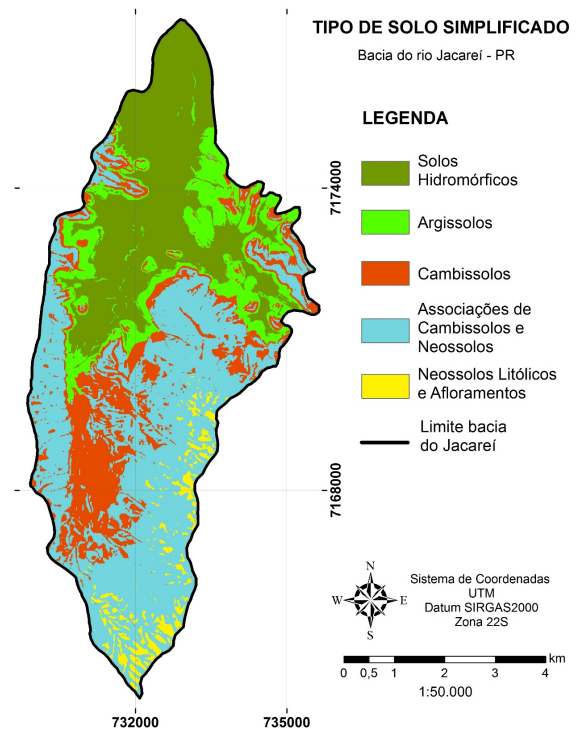 TIPO DE SOLO SIMPLIFICADO
Bacia do rio Jacareí - PR
LEGENDA
Solos
Hidromórficos
Argissolos
Cambissolos
Associações de
Cambissolos e
Neossolos
Neossolos Litólicos
e Afloramentos
Limite bacia
do Jacareí
7174000
7168000
732000
735000
N
W
E
S
Sistema de Coordenadas
UTM
Datum SIRGAS2000
Zona 22S
km
0 0,5 1 2 3 4
1:50.000